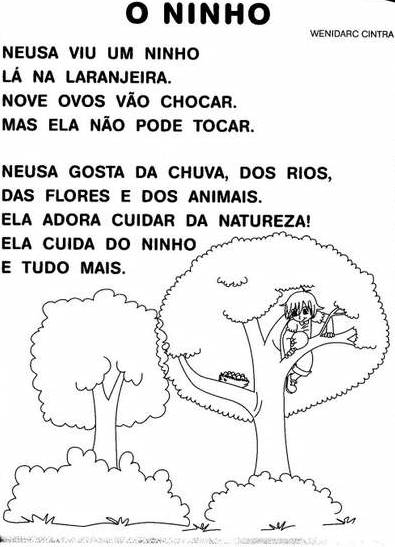 O NINHO
WENIDARC CINTRA
NEUSA VIU UM NINHO
LÁ NA LARANJEIRA.
NOVE OVOS VÃO CHOCAR.
MAS ELA NÃO PODE TOCAR.
NEUSA GOSTA DA CHUVA, DOS RIOS,
DAS FLORES E DOS ANIMAIS.
ELA ADORA CUIDAR DA NATUREZA!
ELA CUIDA DO NINHO
E TUDO MAIS.